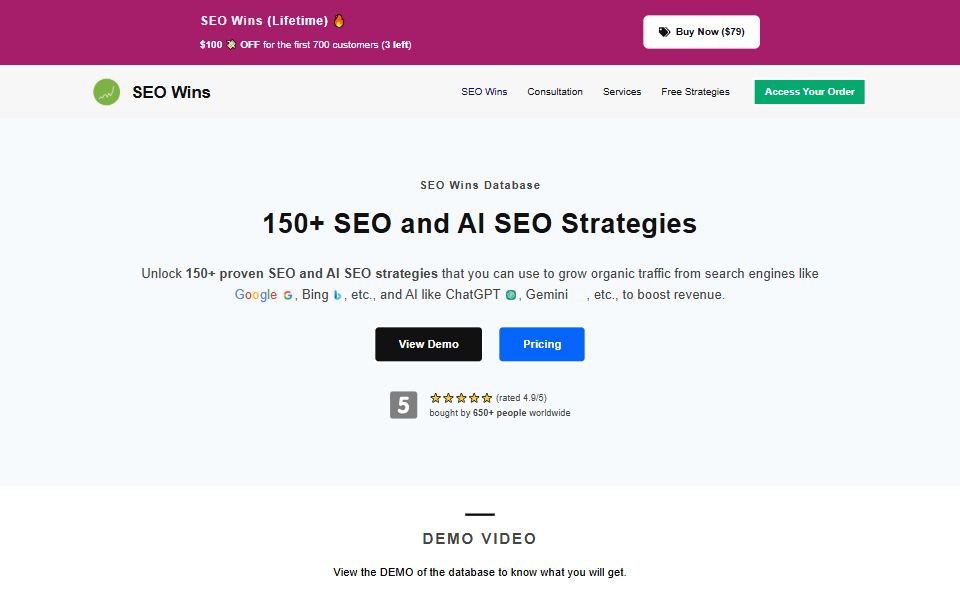 SEO Wins (Lifetime) 🔥
$100 💸 OFF for the first 700 customers (3 left)
Buy Now ($79)
SEO Wins
SEO Wins
Consultation
Services
Free Strategies
Access Your Order
SEO Wins Database
150+ SEO and AI SEO Strategies
Unlock 150+ proven SEO and AI SEO strategies that you can use to grow organic traffic from search engines like
Google , Bing , etc., and AI like ChatGPT , Gemini , etc., to boost revenue.
View Demo
Pricing
5
⭐⭐⭐⭐⭐ (rated 4.9/5)
bought by 650+ people worldwide
DEMO VIDEO
View the DEMO of the database to know what you will get.